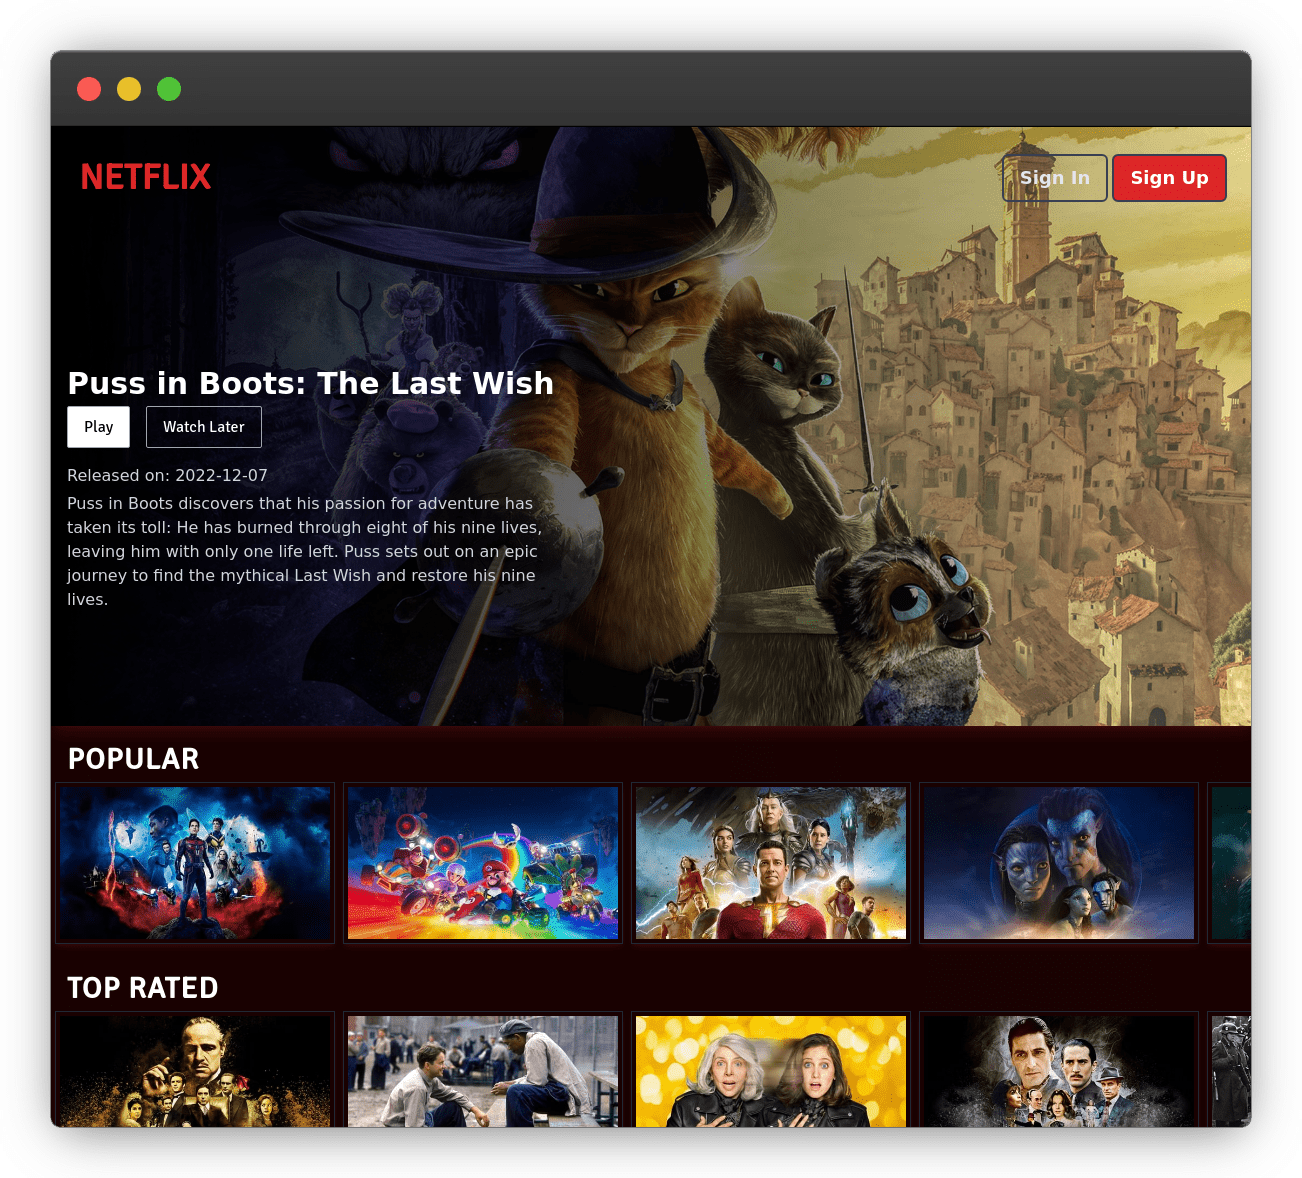 NETFLIX
Sign In
Sign Up
Puss in Boots: The Last Wish
Play
Watch Later
Released on: 2022-12-07
Puss in Boots discovers that his passion for adventure has
taken its toll: He has burned through eight of his nine lives,
leaving him with only one life left. Puss sets out on an epic
journey to find the mythical Last Wish and restore his nine
lives.
POPULAR
TOP RATED